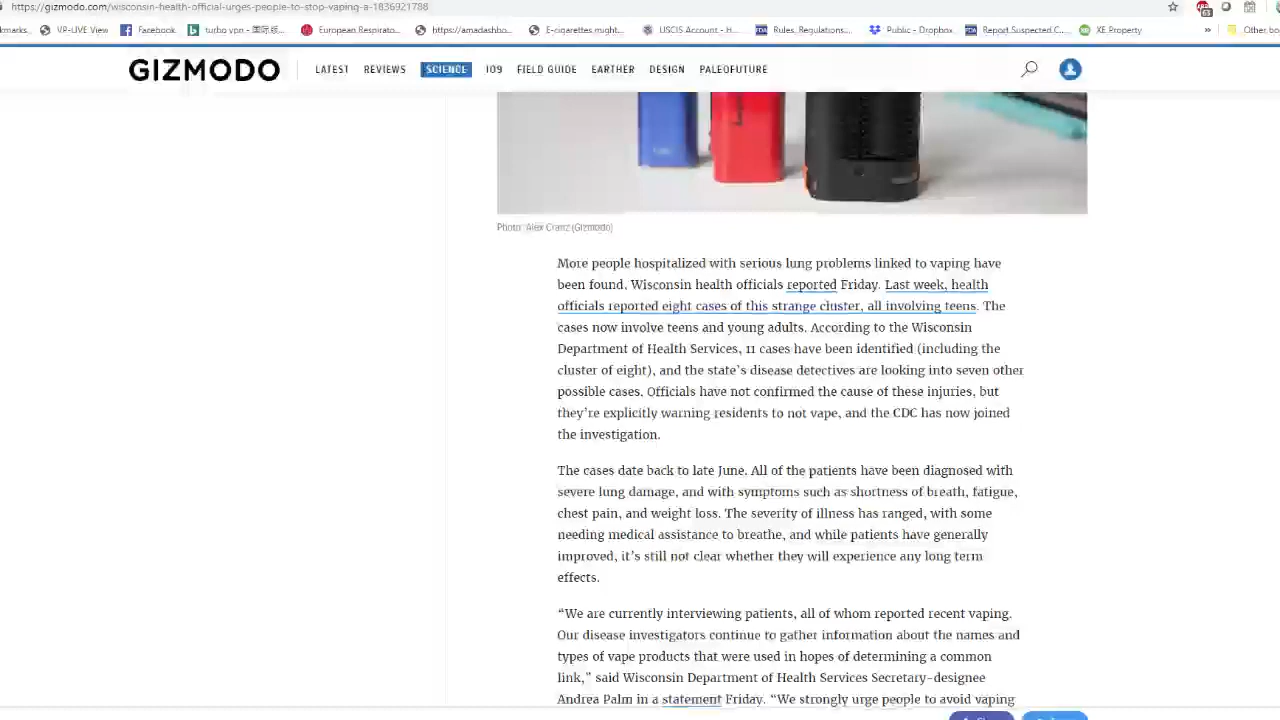 https://gizmodo.com/wisconsin-health-official-urges-people-to-stop-vaping-a-1836921788
kmarks. VP-LIVE View Facebook. turbo vpn - 国际版... European Respirato... https://amadashbo... E-cigarettes might... USCIS Account - H... Rules, Regulations,... Public - Dropbox Report Suspected C... XE Property » Other bo
GIZMODO LATEST REVIEWS SCIENCE IO9 FIELD GUIDE EARTHER DESIGN PALEOFUTURE
Photo: Alex Cranz (Gizmodo)
More people hospitalized with serious lung problems linked to vaping have
been found, Wisconsin health officials reported Friday. Last week, health
officials reported eight cases of this strange cluster, all involving teens. The
cases now involve teens and young adults. According to the Wisconsin
Department of Health Services, 11 cases have been identified (including the
cluster of eight), and the state’s disease detectives are looking into seven other
possible cases. Officials have not confirmed the cause of these injuries, but
they’re explicitly warning residents to not vape, and the CDC has now joined
the investigation.
The cases date back to late June. All of the patients have been diagnosed with
severe lung damage, and with symptoms such as shortness of breath, fatigue,
chest pain, and weight loss. The severity of illness has ranged, with some
needing medical assistance to breathe, and while patients have generally
improved, it’s still not clear whether they will experience any long term
effects.
“We are currently interviewing patients, all of whom reported recent vaping.
Our disease investigators continue to gather information about the names and
types of vape products that were used in hopes of determining a common
link,” said Wisconsin Department of Health Services Secretary-designee
Andrea Palm in a statement Friday. “We strongly urge people to avoid vaping